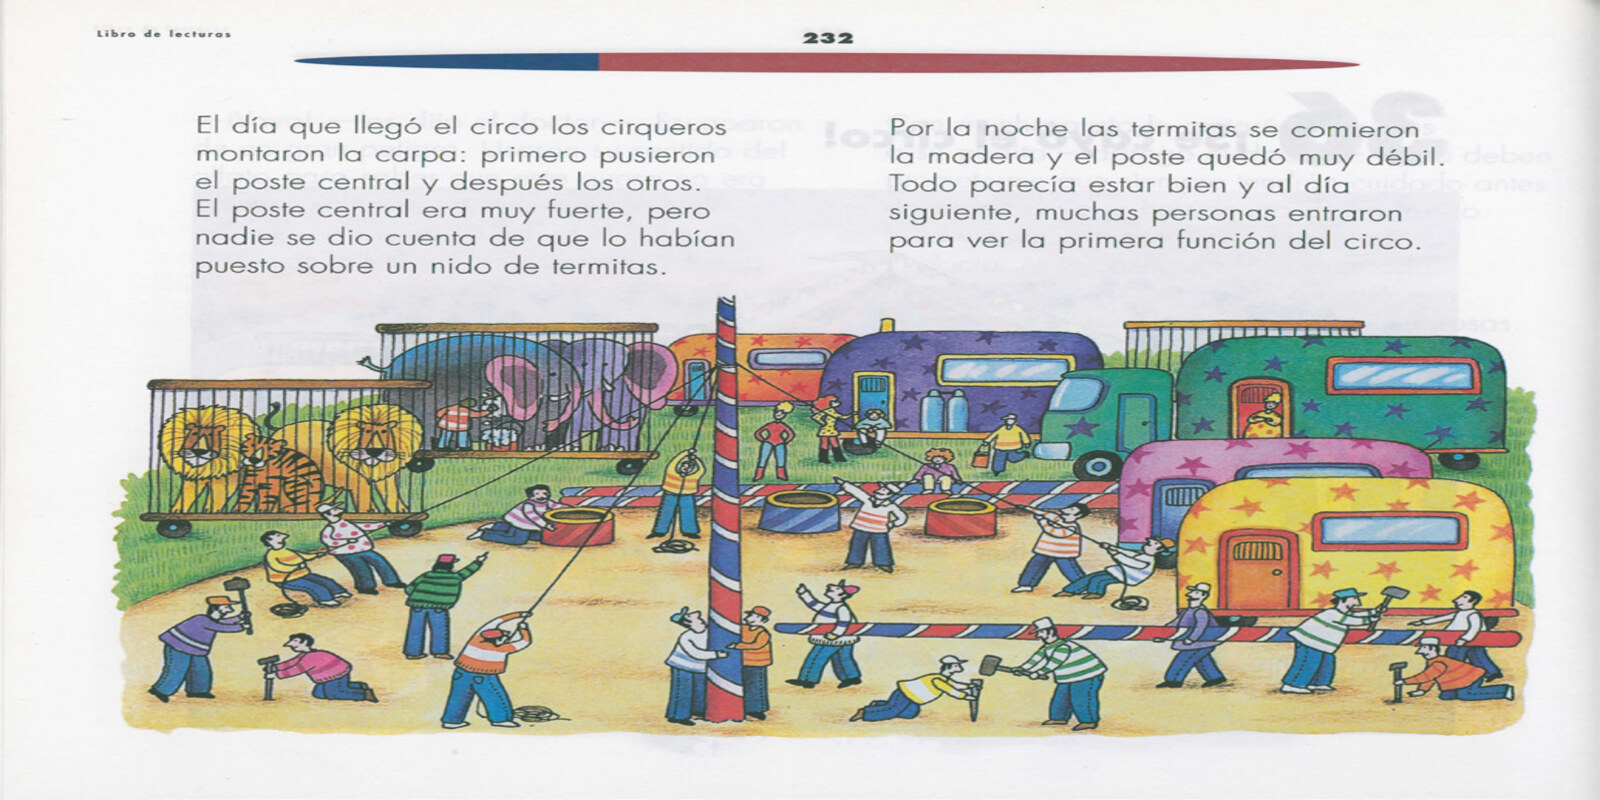 Libro de lecturas
232
El día que llegó el circo los cirqueros
montaron la carpa: primero pusieron
el poste central y después los otros.
El poste central era muy fuerte, pero
nadie se dio cuenta de que lo habían
puesto sobre un nido de termitas.
Por la noche las termitas se comieron
la madera y el poste quedó muy débil.
Todo parecía estar bien y al día
siguiente, muchas personas entraron
para ver la primera función del circo.